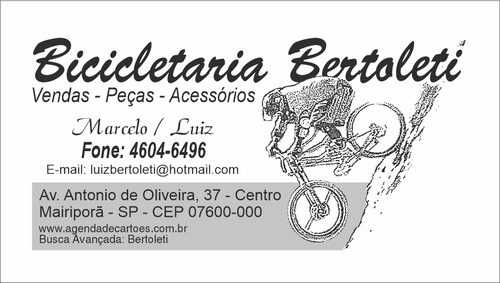 Bicicletaria Bertoleti
Vendas - Peças - Acessórios
Marcelo / Luiz
Fone: 4604-6496
E-mail: luizbertoleti@hotmail.com
Av. Antonio de Oliveira, 37 - Centro
Mairiporã - SP - CEP 07600-000
www.agendadecartoes.com.br
Busca Avançada: Bertoleti